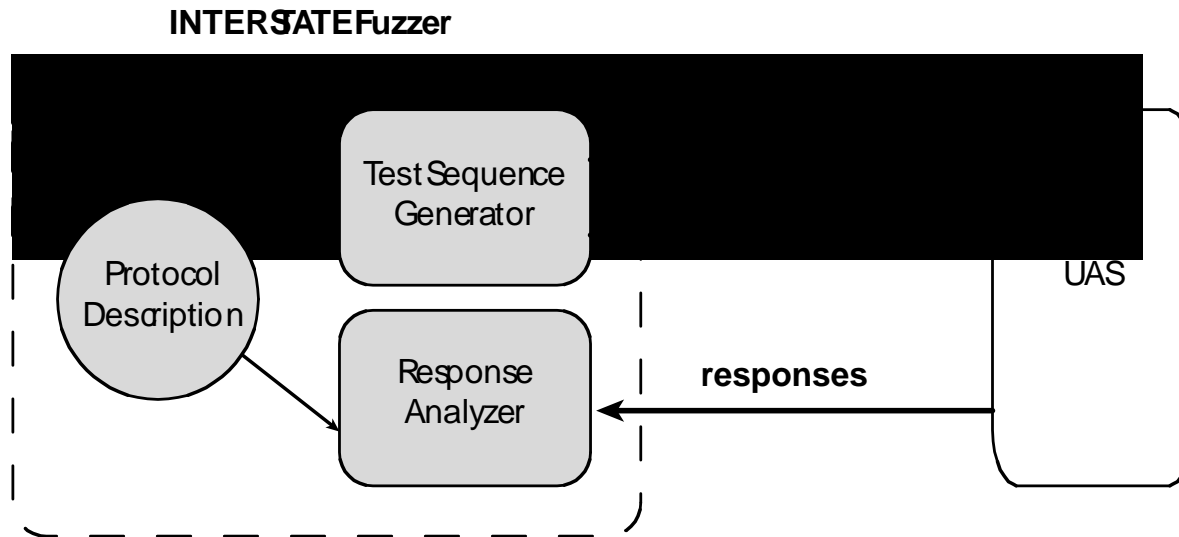 INTERSTATEFuzzer
Test Sequence
Generator
Protocol
Description
UAS
Response
Analyzer
responses